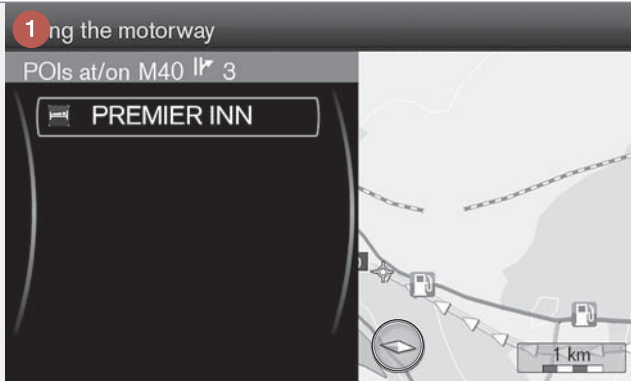 1 ng the motorway
POIs at/on M40 3
PREMIER INN
1 km